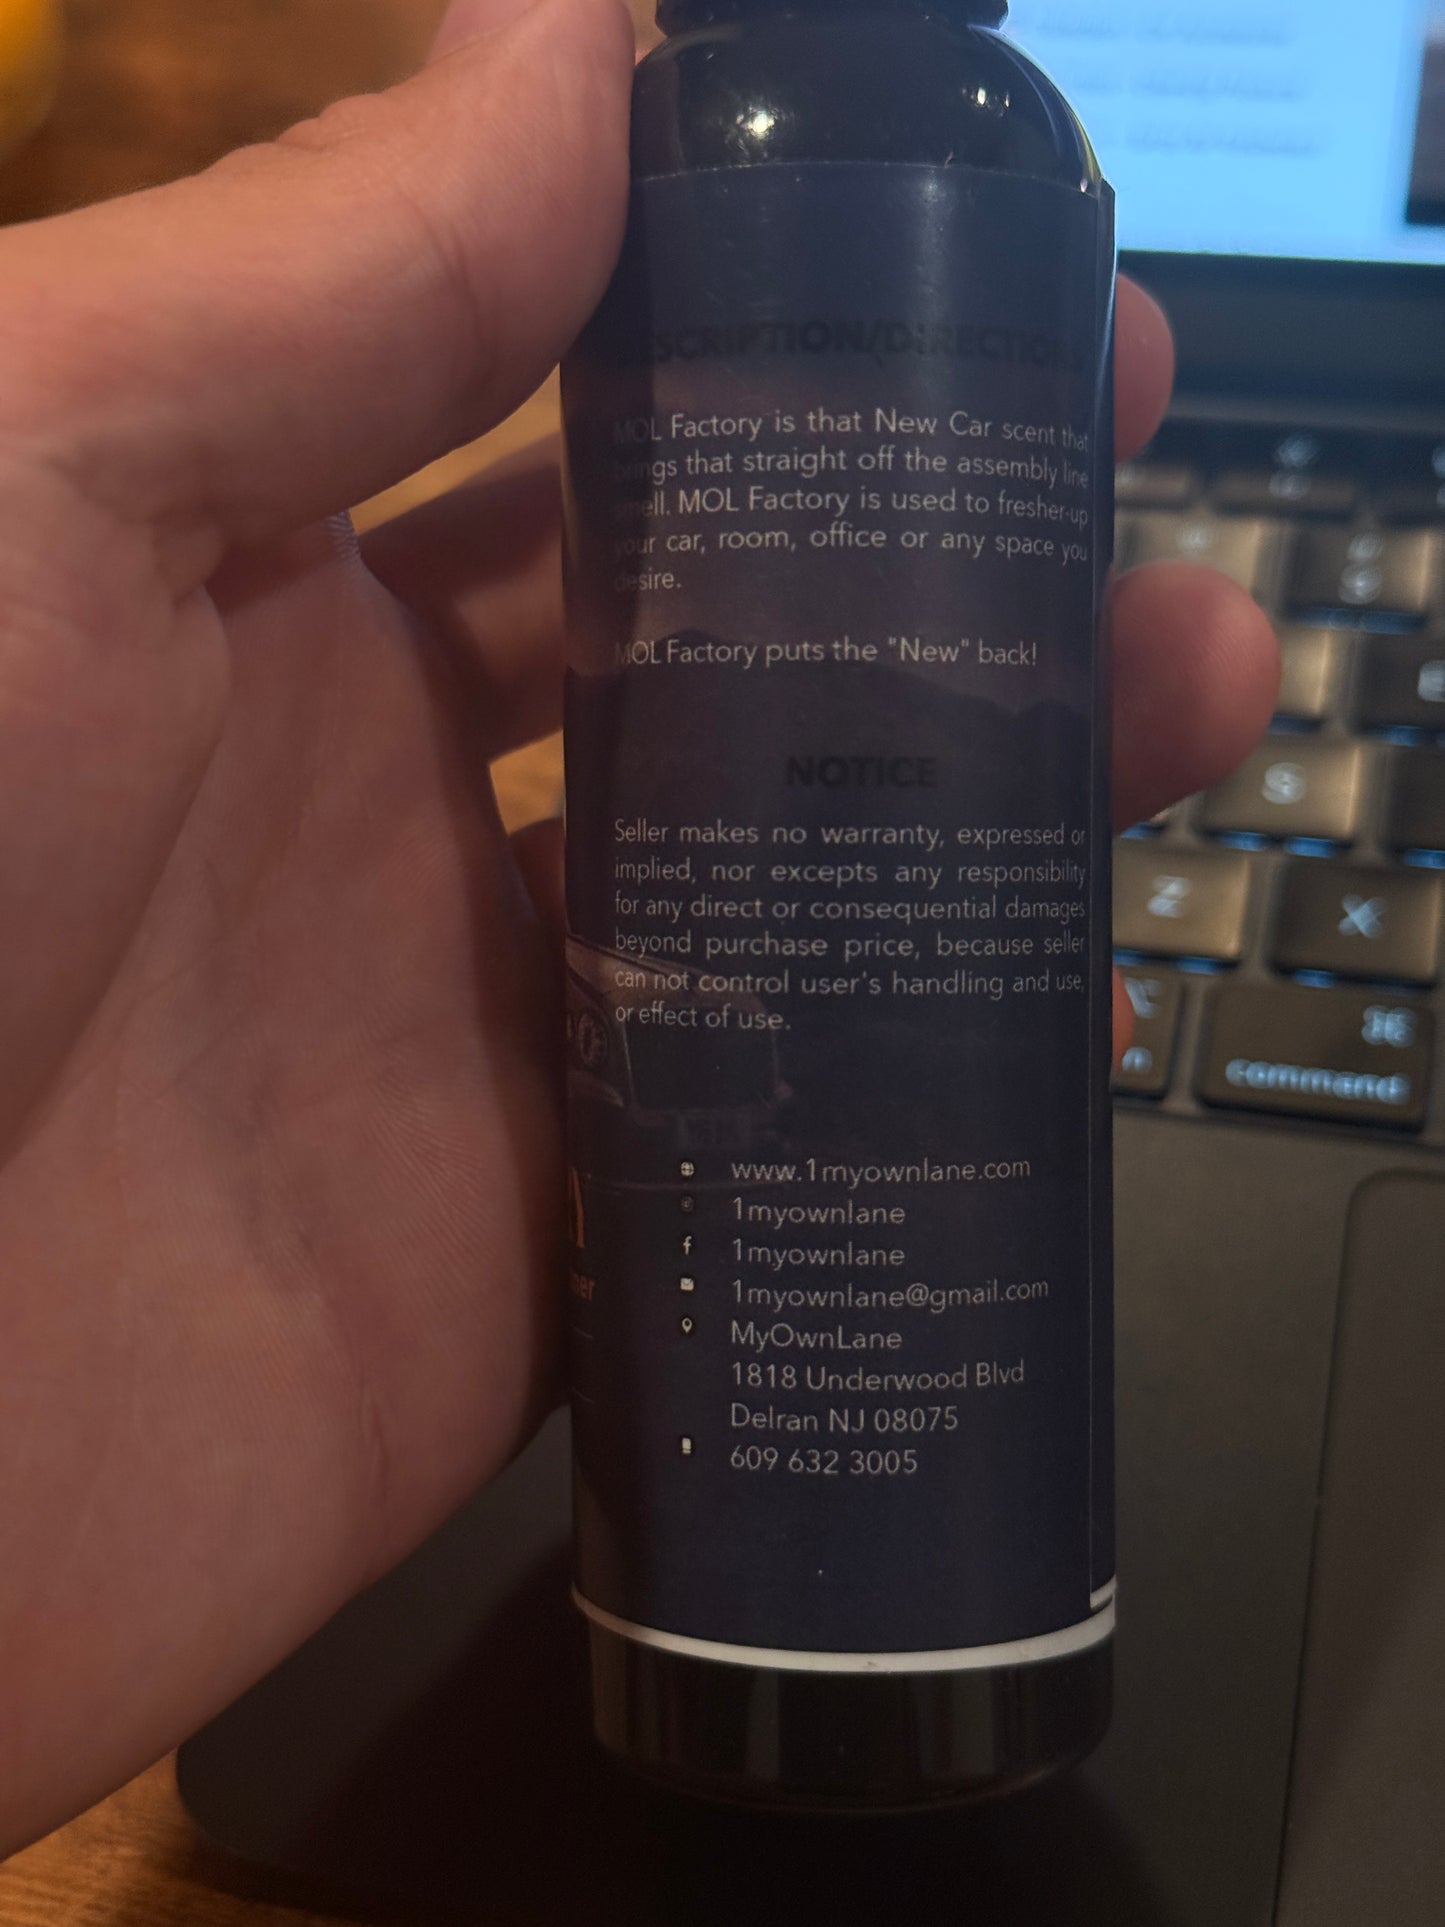 DESCRIPTION/DIRECTIONS
MOL Factory is that New Car scent that
brings that straight off the assembly line
smell. MOL Factory is used to fresher-up
your car, room, office or any space you
desire.
MOL Factory puts the "New" back!
NOTICE
Seller makes no warranty, expressed or
implied, nor excepts any responsibility
for any direct or consequential damages
beyond purchase price, because seller
can not control user's handling and use,
or effect of use.
www.1myownlane.com
1myownlane
f 1myownlane
1myownlane@gmail.com
MyOwnLane
1818 Underwood Blvd
Delran NJ 08075
609 632 3005
S
Z
X
⌘
command